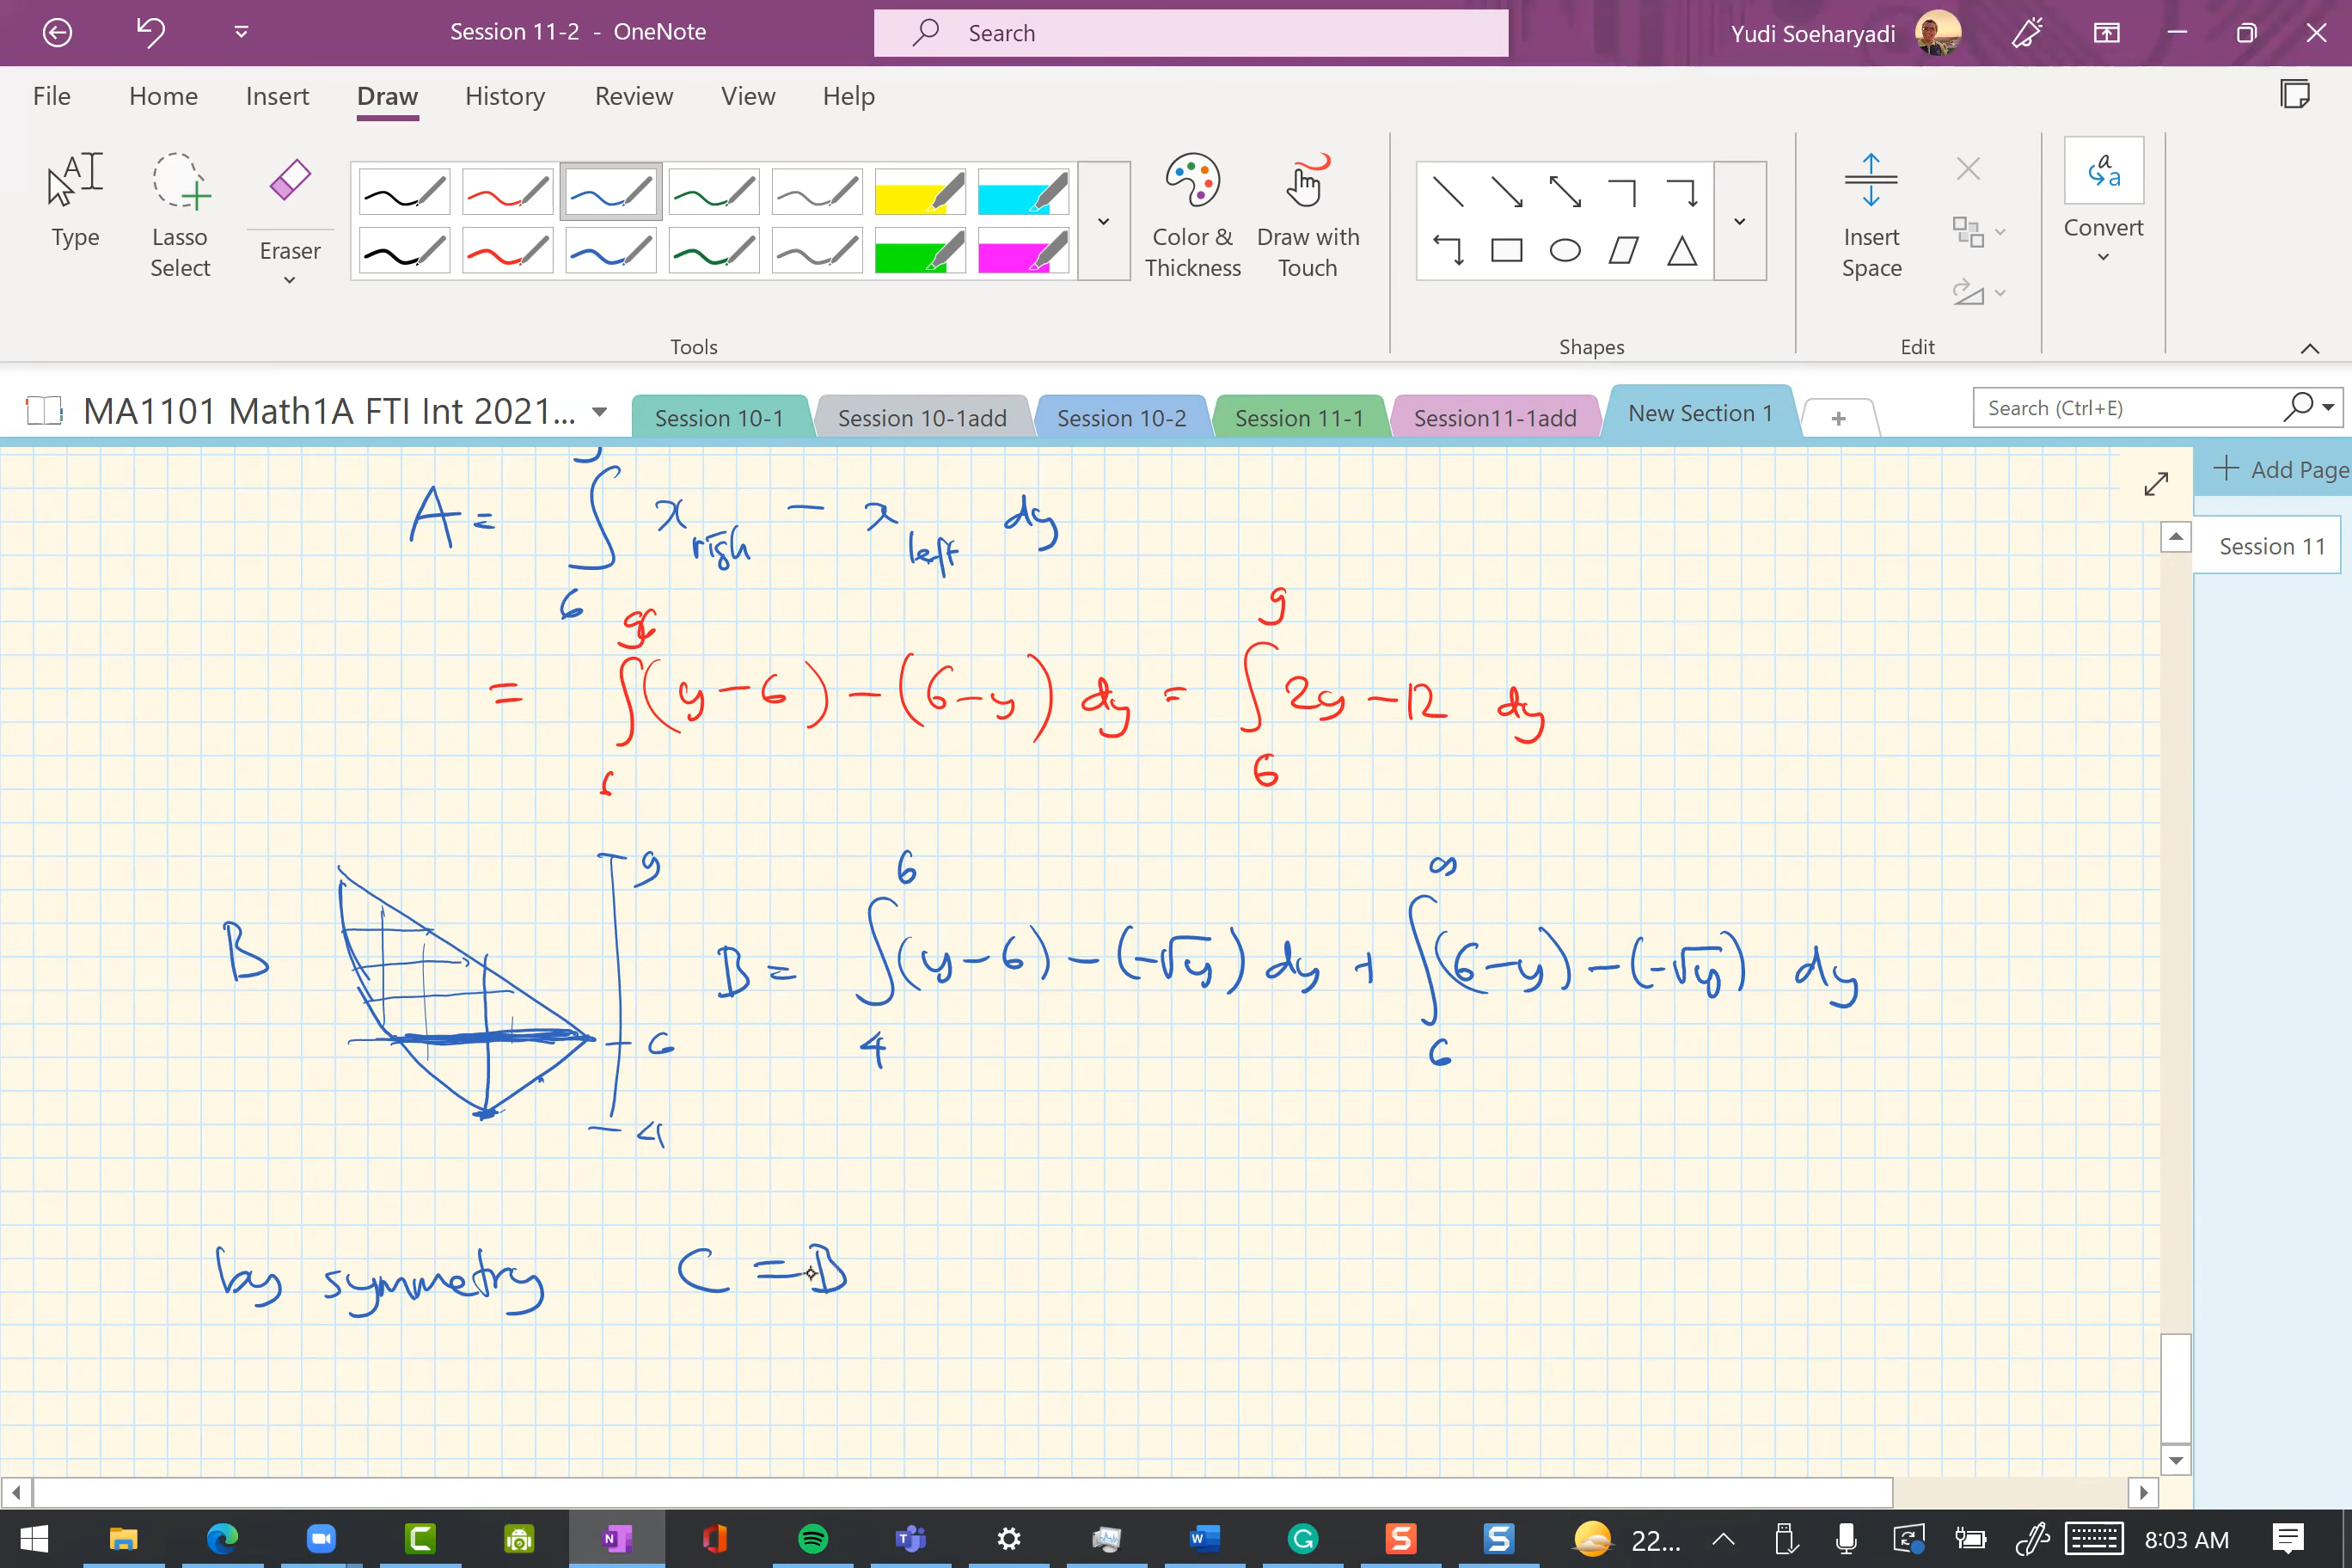 Session 11-2 - OneNote
Search
Yudi Soeharyadi
File Home Insert Draw History Review View Help
Type
Lasso Select
Eraser
Color & Thickness
Draw with Touch
Insert Space
Convert
Tools
Shapes
Edit
MA1101 Math1A FTI Int 2021...
Session 10-1
Session 10-1add
Session 10-2
Session 11-1
Session11-1add
New Section 1
Search (Ctrl+E)
Add Page
Session 11
A = ∫ x righ − x left dy
6
= ∫ (y − 6) − (6 − y) dy = ∫_6^9 2y − 12 dy
B
9
6
4
B = ∫_4^6 (y − 6) − (−√y) dy + ∫_6^∞ (6 − y) − (−√y) dy
by symmetry C = B
22...
8:03 AM